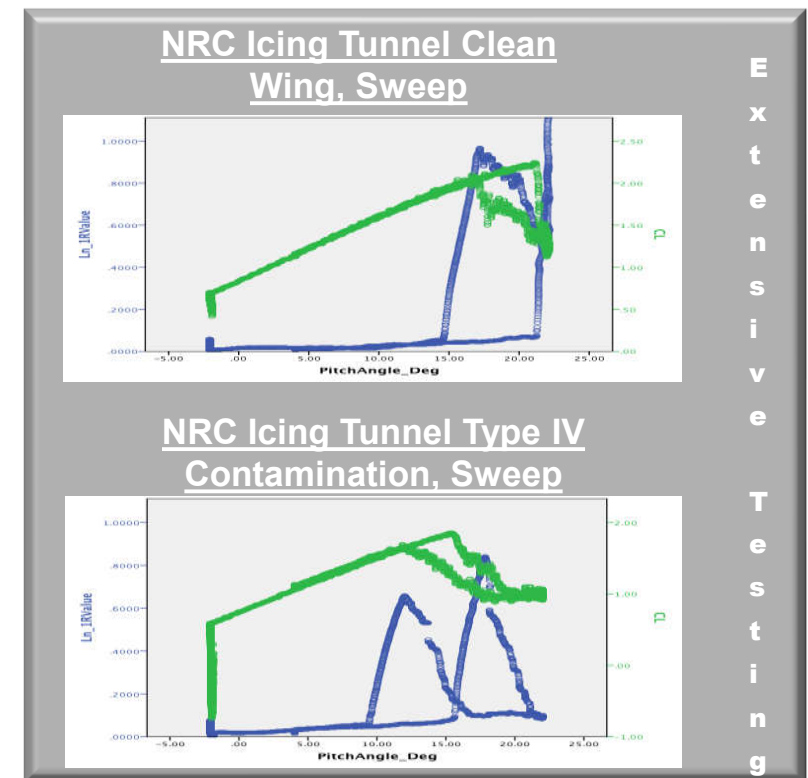 NRC Icing Tunnel Clean
Wing, Sweep
1.0000
.8000
.6000
.4000
.2000
.0000
Ln_1RValue
2.50
2.00
1.50
1.00
.50
.00
CL
-5.00 .00 5.00 10.00 15.00 20.00 25.00
PitchAngle_Deg
NRC Icing Tunnel Type IV
Contamination, Sweep
1.0000
.8000
.6000
.4000
.2000
.0000
Ln_1RValue
2.00
1.00
.00
-1.00
CL
-5.00 .00 5.00 10.00 15.00 20.00 25.00
PitchAngle_Deg
E
x
t
e
n
s
i
v
e
T
e
s
t
i
n
g